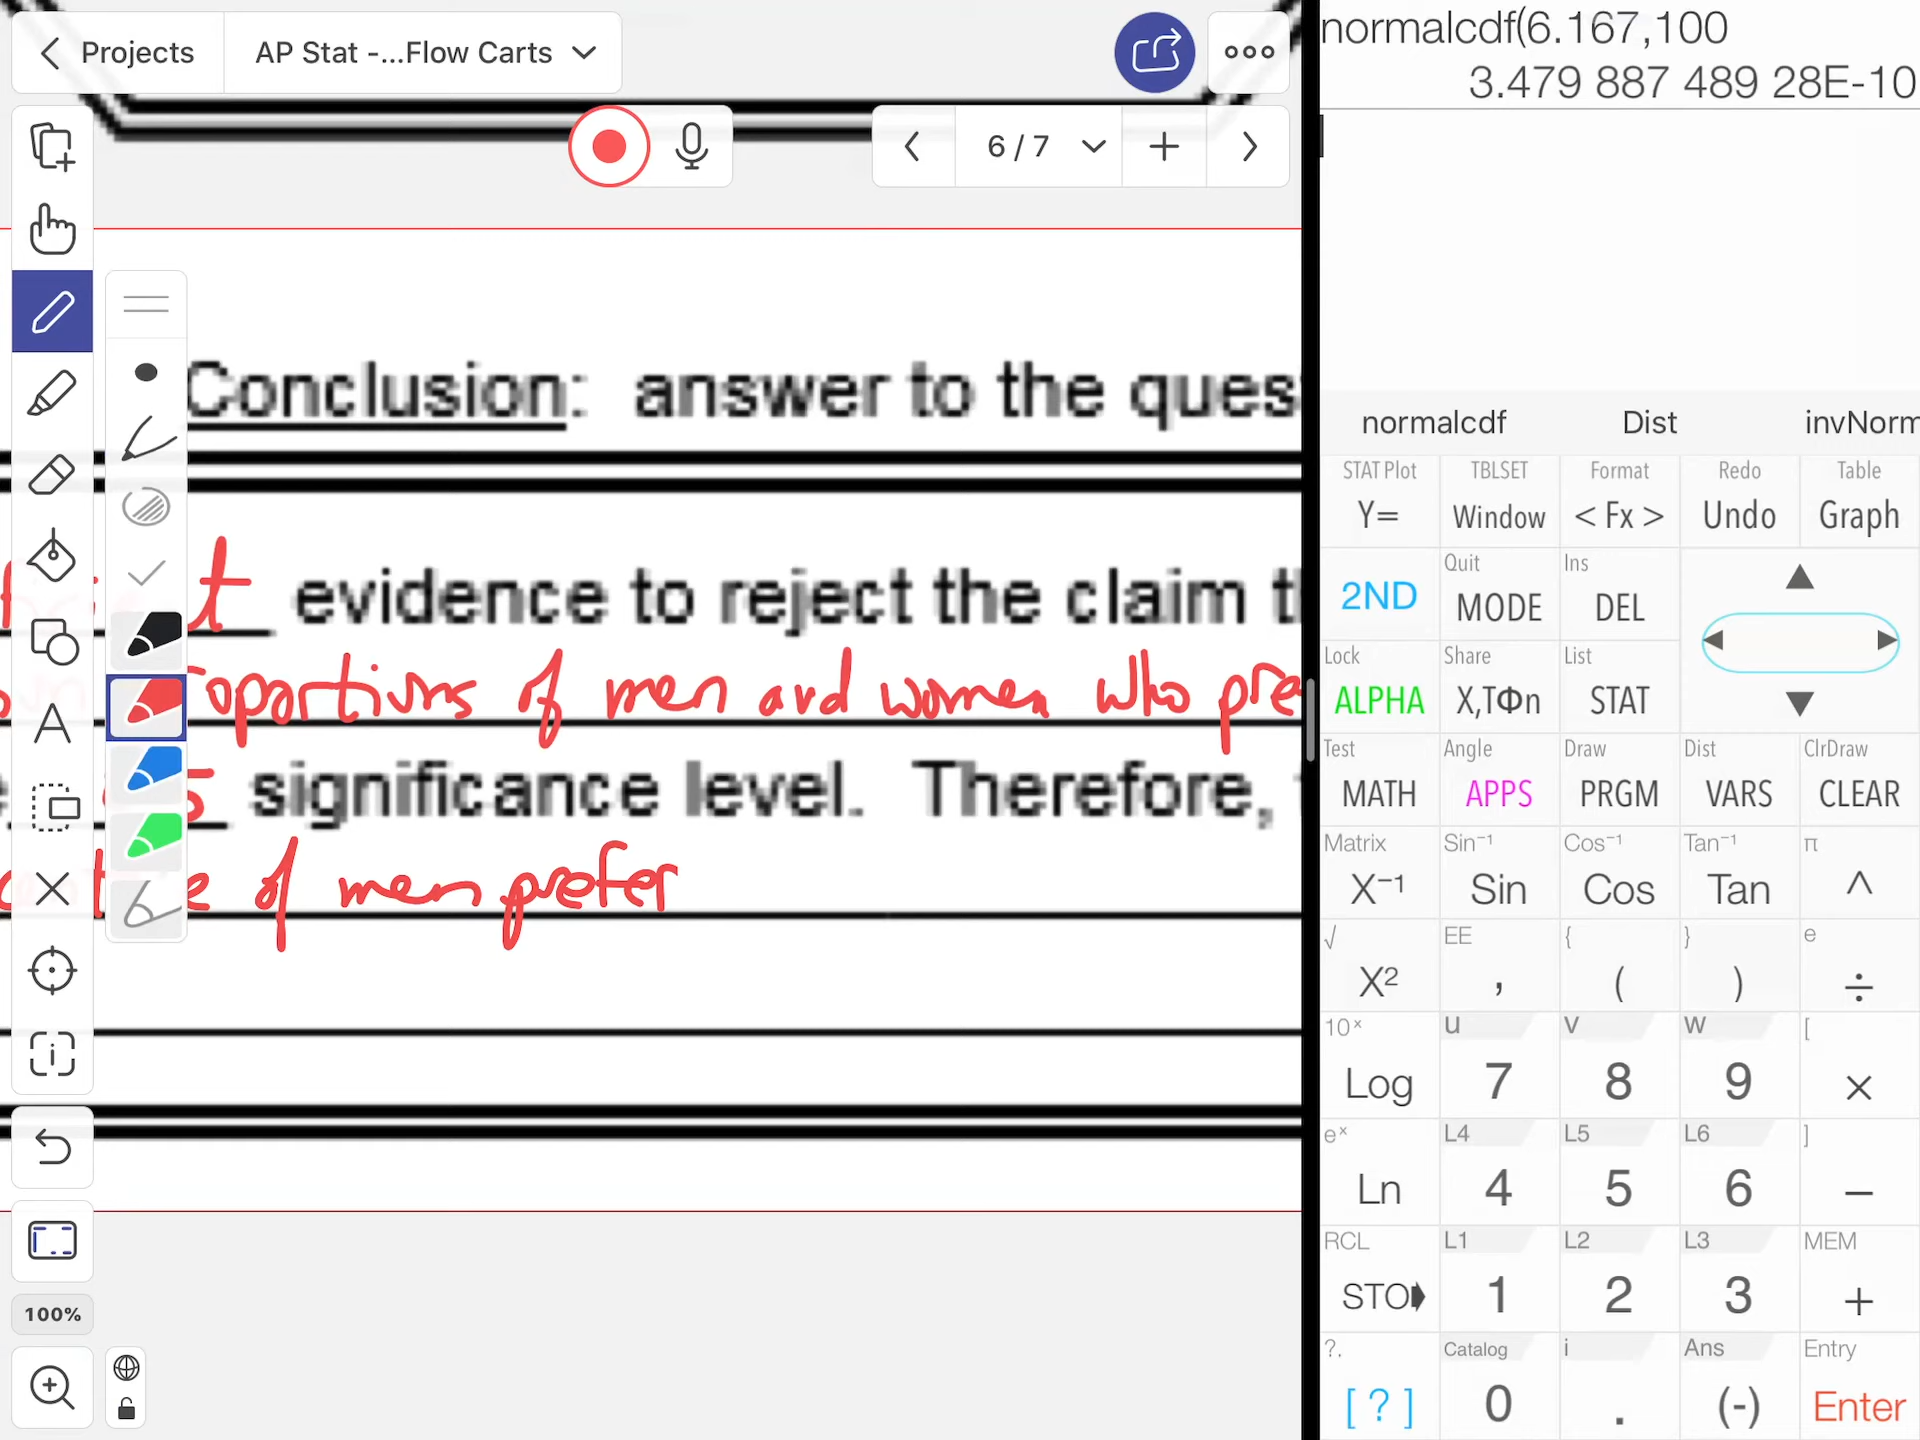 Projects
AP Stat -...Flow Carts
6 / 7
Conclusion: answer to the ques
t evidence to reject the claim t
oportions of men and women who pre
5 significance level. Therefore,
e of men prefer
100%
normalcdf(6.167,100
3.479 887 489 28E-10
normalcdf Dist invNorm
STAT Plot TBLSET Format Redo Table
Y= Window < Fx > Undo Graph
Quit Ins
2ND MODE DEL
Lock Share List
ALPHA X,TΦn STAT
Test Angle Draw Dist ClrDraw
MATH APPS PRGM VARS CLEAR
Matrix Sin⁻¹ Cos⁻¹ Tan⁻¹ π
X⁻¹ Sin Cos Tan ^
√ EE { } e
X² , ( ) ÷
10ˣ u v w [
Log 7 8 9 ×
eˣ L4 L5 L6 ]
Ln 4 5 6 −
RCL L1 L2 L3 MEM
STO 1 2 3 +
?. Catalog i Ans Entry
[ ? ] 0 . (-) Enter